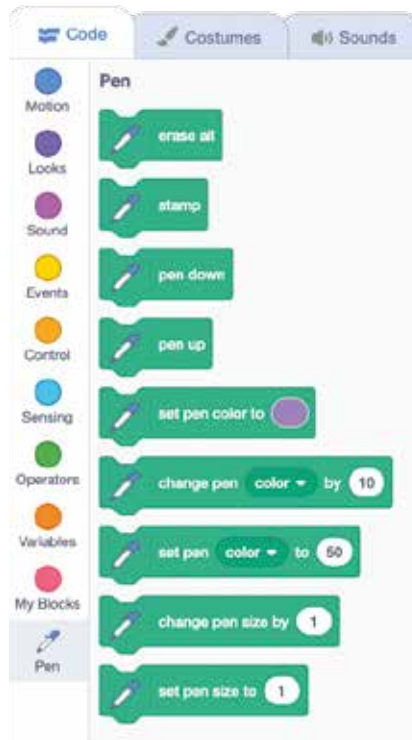 Code Costumes Sounds
Pen
Motion
Looks
Sound
Events
Control
Sensing
Operators
Variables
My Blocks
Pen
erase all
stamp
pen down
pen up
set pen color to
change pen color by 10
set pen color to 50
change pen size by 1
set pen size to 1